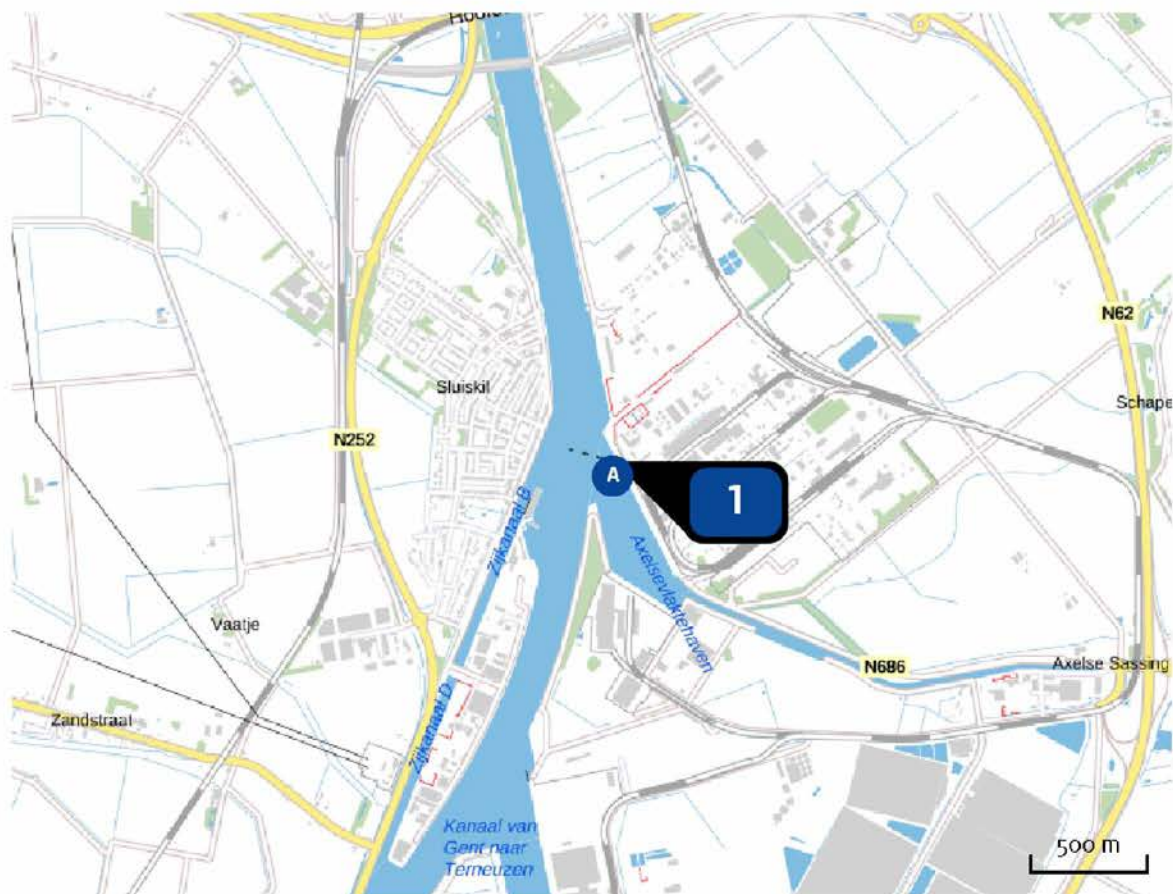 N62
Sluiskil
Schape
N252
A
1
Zijkanaal B
Axelsevlaktehaven
Vaatje
N686
Axelse Sassing
Zandstraat
Zijkanaal D
Kanaal van
Gent naar
Terneuzen
500 m